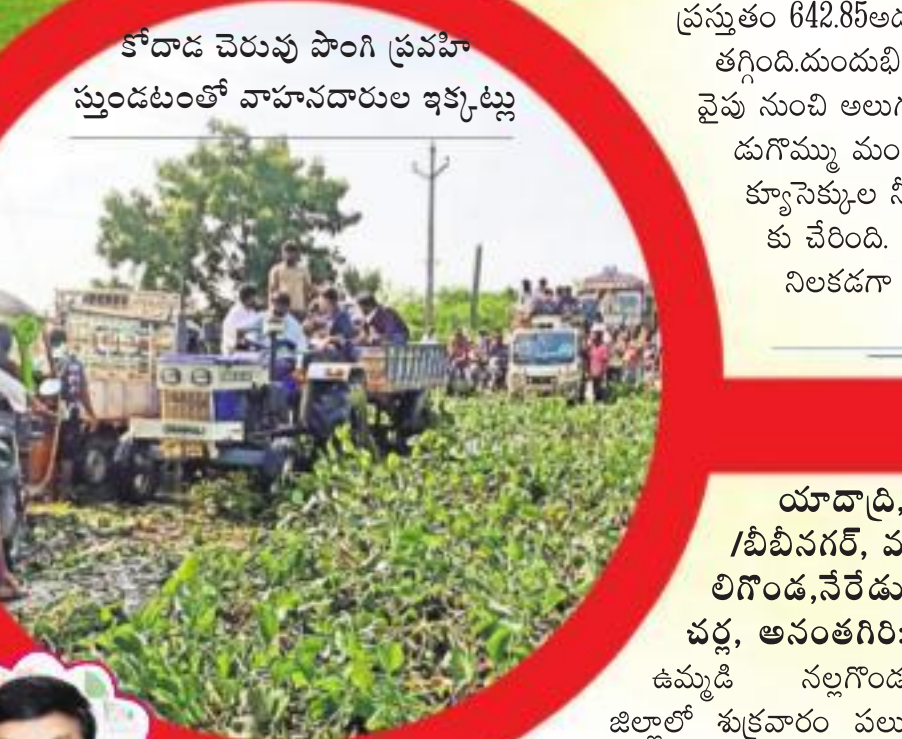 కోదాడ చెరువు పొంగి ప్రవహి
స్తుండటంతో వాహనదారుల ఇక్కట్లు
ప్రస్తుతం 642.85అడ
తగ్గింది.దుందుభి
వైపు నుంచి అలుగ
డుగొమ్ము మం
క్యూసెక్కుల నీ
కు చేరింది.
నిలకడగా
యాదాద్రి,
/బీబీనగర్, వ
లిగొండ,నేరేడు
చర్ల, అనంతగిరి:
ఉమ్మడి నల్లగొండ
జిల్లాలో శుక్రవారం పలు